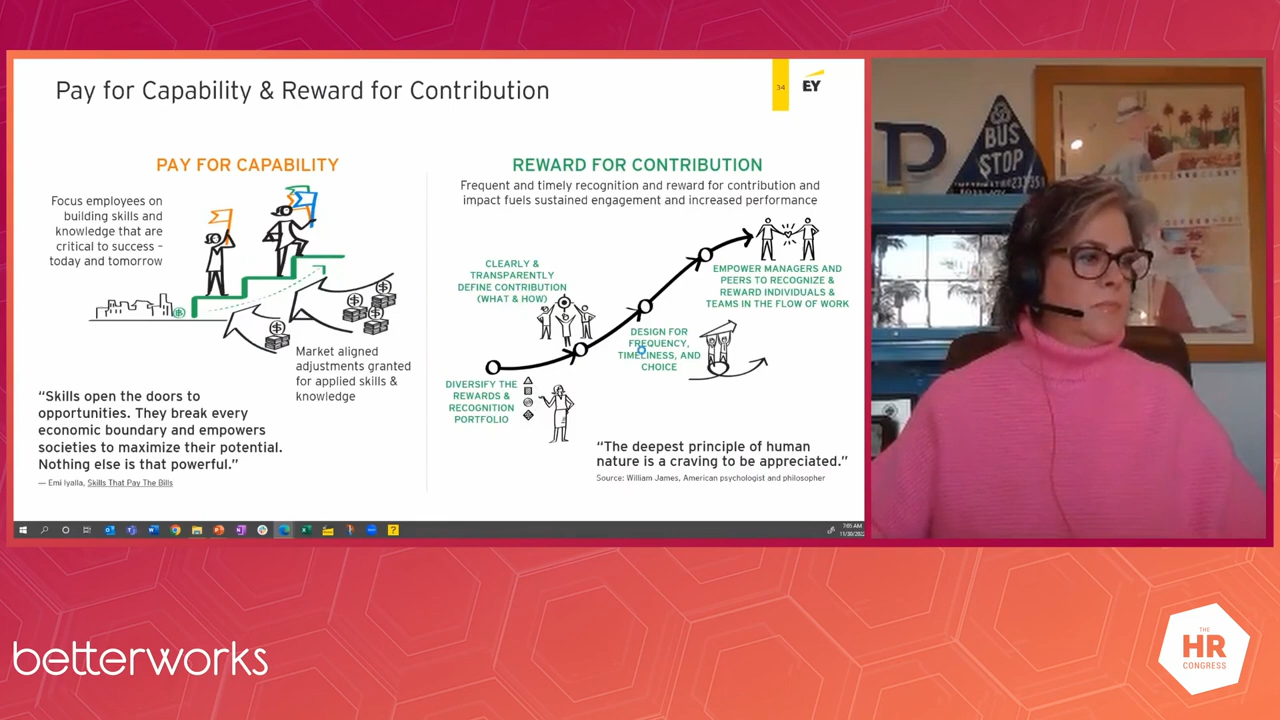 Pay for Capability & Reward for Contribution
34
EY
PAY FOR CAPABILITY
Focus employees on
building skills and
knowledge that are
critical to success –
today and tomorrow
Market aligned
adjustments granted
for applied skills &
knowledge
“Skills open the doors to
opportunities. They break every
economic boundary and empowers
societies to maximize their potential.
Nothing else is that powerful.”
— Emi Iyalla, Skills That Pay The Bills
REWARD FOR CONTRIBUTION
Frequent and timely recognition and reward for contribution and
impact fuels sustained engagement and increased performance
CLEARLY &
TRANSPARENTLY
DEFINE CONTRIBUTION
(WHAT & HOW)
EMPOWER MANAGERS AND
PEERS TO RECOGNIZE &
REWARD INDIVIDUALS &
TEAMS IN THE FLOW OF WORK
DESIGN FOR
FREQUENCY,
TIMELINESS, AND
CHOICE
DIVERSIFY THE
REWARDS &
RECOGNITION
PORTFOLIO
“The deepest principle of human
nature is a craving to be appreciated.”
Source: William James, American psychologist and philosopher
7:05 AM
P
BUS
STOP
betterworks
THE
HR
CONGRESS